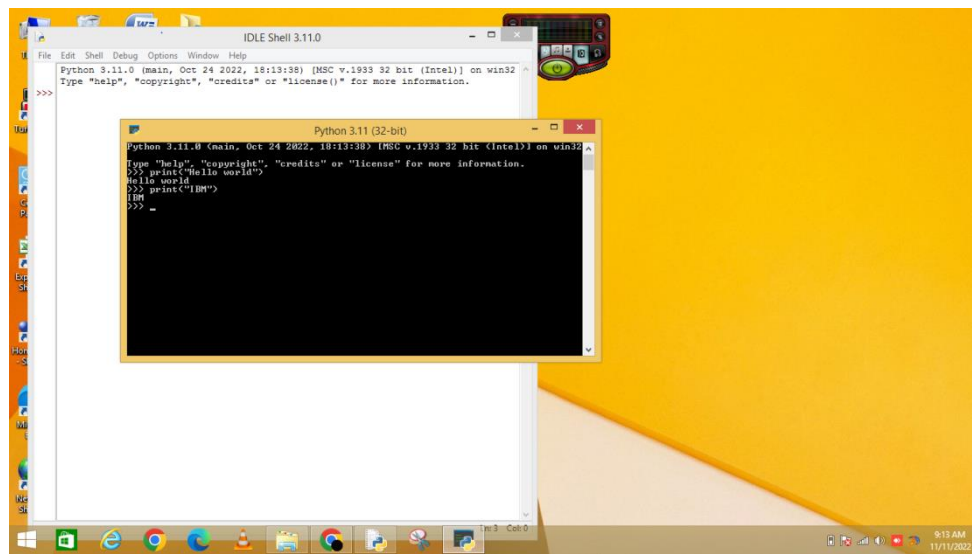 IDLE Shell 3.11.0
File Edit Shell Debug Options Window Help
Python 3.11.0 (main, Oct 24 2022, 18:13:38) [MSC v.1933 32 bit (Intel)] on win32
Type "help", "copyright", "credits" or "license()" for more information.
>>>
Python 3.11 (32-bit)
Python 3.11.0 (main, Oct 24 2022, 18:13:38) [MSC v.1933 32 bit (Intel)] on win32
Type "help", "copyright", "credits" or "license" for more information.
>>> print("Hello world")
Hello world
>>> print("IBM")
IBM
>>> _
Ln: 3 Col: 0
9:13 AM
11/11/2022